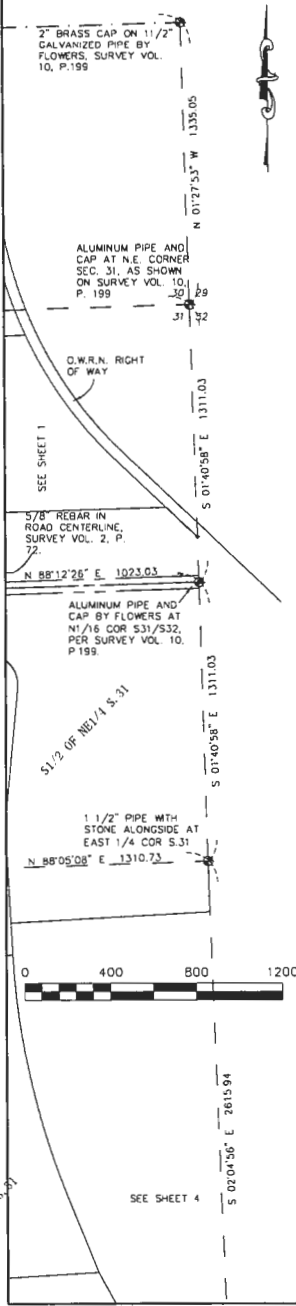 2" BRASS CAP ON 11/2"
GALVANIZED PIPE BY
FLOWERS, SURVEY VOL.
10, P.199
N 01°27'53" W 1335.05
ALUMINUM PIPE AND
CAP AT N.E. CORNER
SEC. 31, AS SHOWN
ON SURVEY VOL. 10,
P. 199
30 29
31 32
O.W.R.N. RIGHT
OF WAY
SEE SHEET 1
S 01°40'58" E 1311.03
5/8" REBAR IN
ROAD CENTERLINE,
SURVEY VOL. 2, P.
72.
N 88°12'26" E 1023.03
ALUMINUM PIPE AND
CAP BY FLOWERS AT
N1/16 COR S31/S32,
PER SURVEY VOL. 10,
P.199.
S1/2 OF NE1/4 S.31
S 01°40'58" E 1311.03
1 1/2" PIPE WITH
STONE ALONGSIDE AT
EAST 1/4 COR S.31
N 88°05'08" E 1310.73
0 400 800 1200
S 02°04'56" E 2615.94
SEE SHEET 4